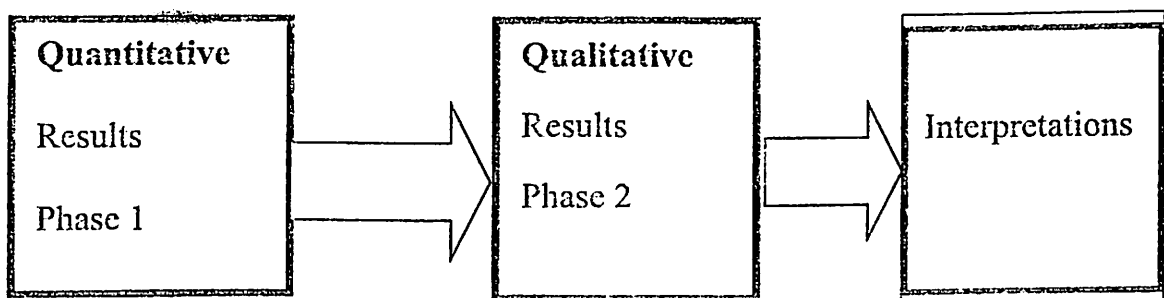 Quantitative
Results
Phase 1
Qualitative
Results
Phase 2
Interpretations